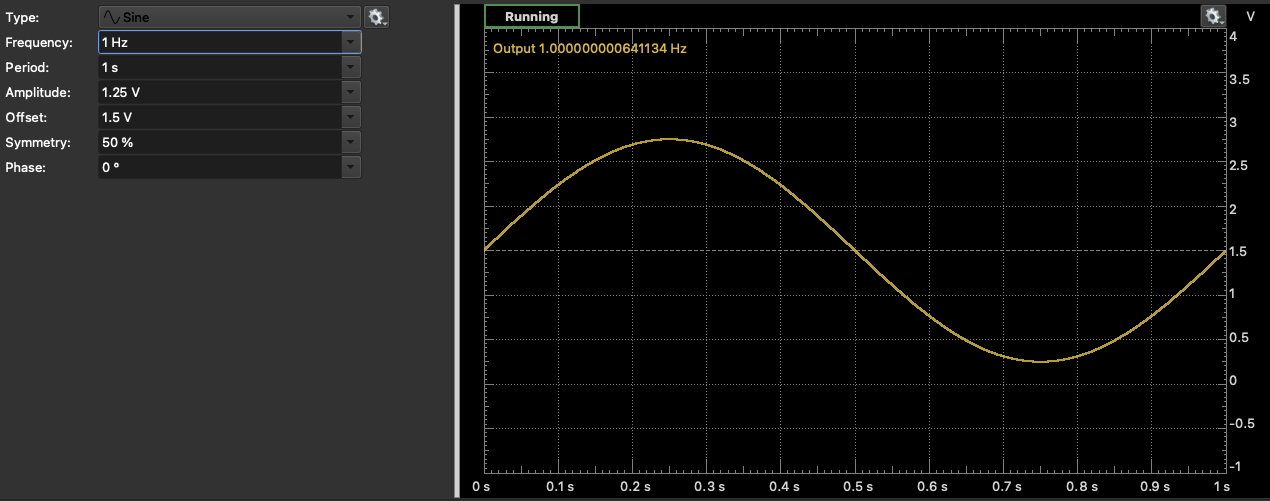 Type: Sine
Frequency: 1 Hz
Period: 1 s
Amplitude: 1.25 V
Offset: 1.5 V
Symmetry: 50 %
Phase: 0 º
Running
V
Output 1.000000000641134 Hz
4
3.5
3
2.5
2
1.5
1
0.5
0
-0.5
-1
0 s 0.1 s 0.2 s 0.3 s 0.4 s 0.5 s 0.6 s 0.7 s 0.8 s 0.9 s 1 s